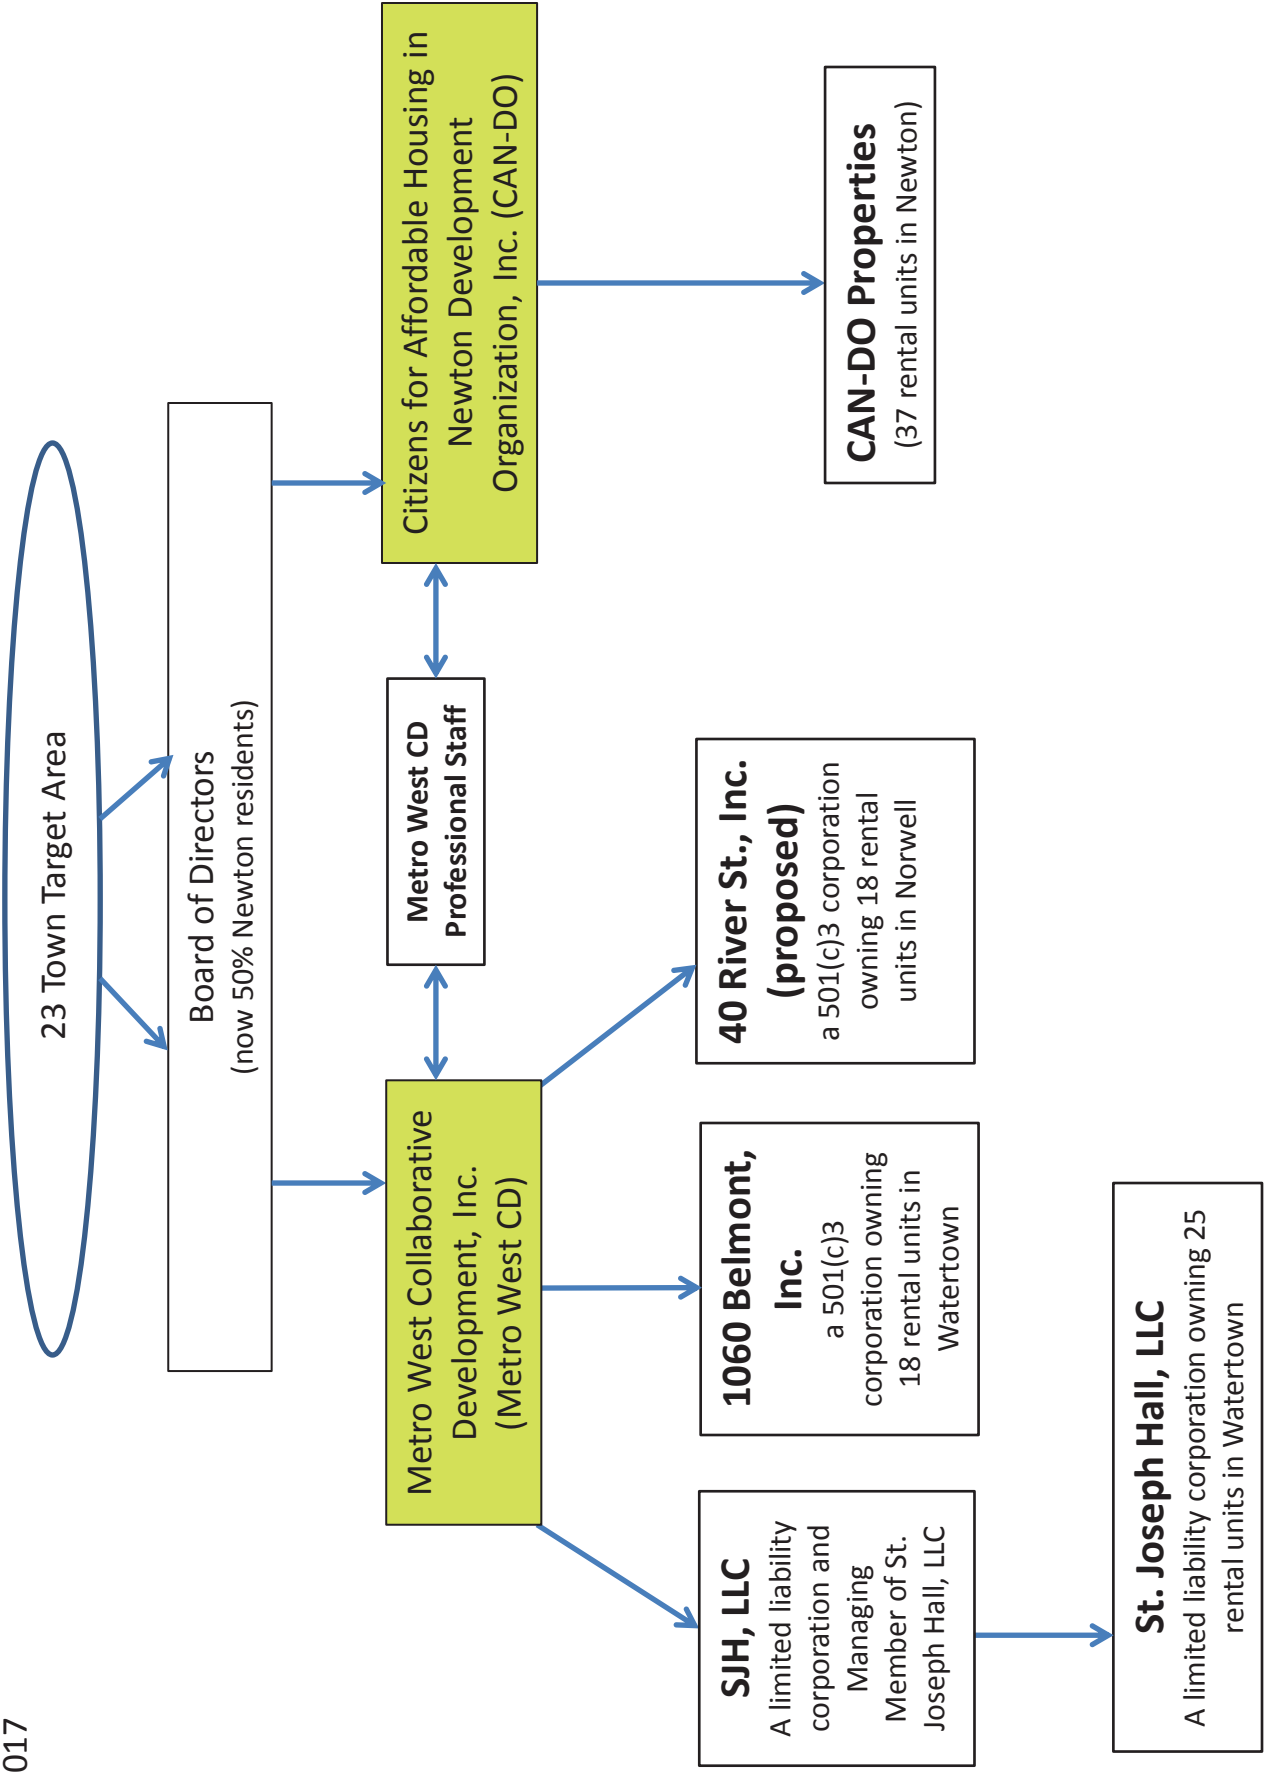 017
23 Town Target Area
Board of Directors
(now 50% Newton residents)
Metro West Collaborative
Development, Inc.
(Metro West CD)
Metro West CD
Professional Staff
Citizens for Affordable Housing in
Newton Development
Organization, Inc. (CAN-DO)
SJH, LLC
A limited liability
corporation and
Managing
Member of St.
Joseph Hall, LLC
1060 Belmont,
Inc.
a 501(c)3
corporation owning
18 rental units in
Watertown
40 River St., Inc.
(proposed)
a 501(c)3 corporation
owning 18 rental
units in Norwell
CAN-DO Properties
(37 rental units in Newton)
St. Joseph Hall, LLC
A limited liability corporation owning 25
rental units in Watertown